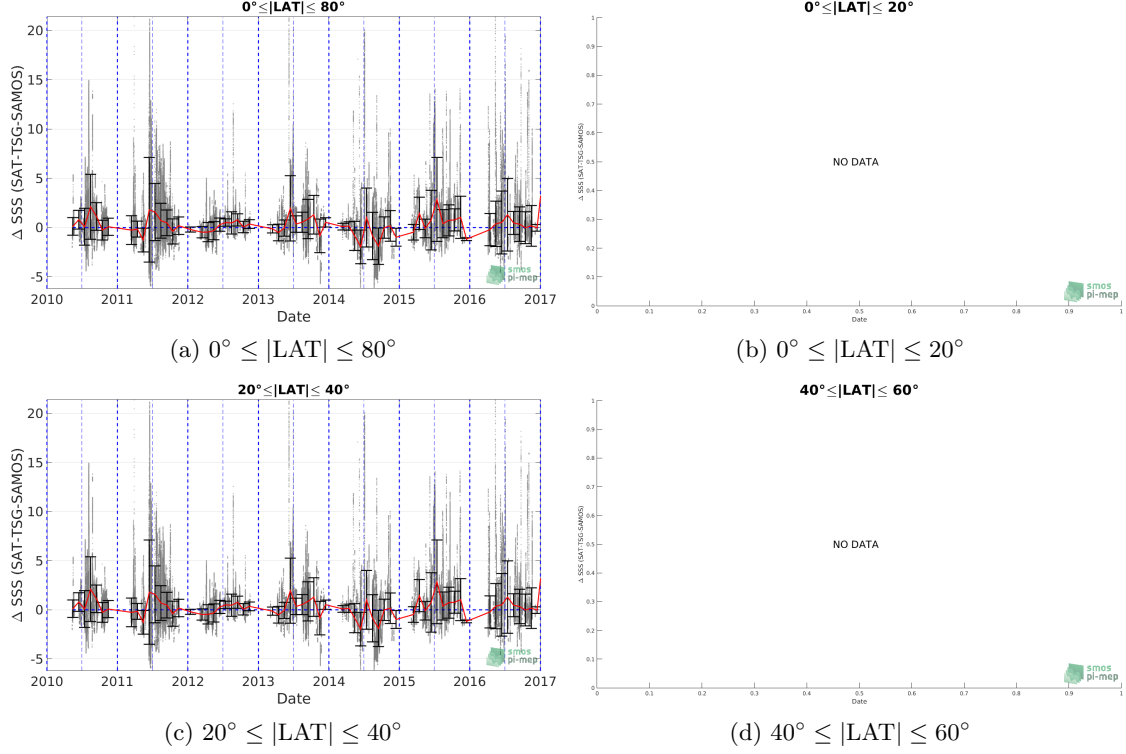 0°≤|LAT|≤ 80°
Δ SSS (SAT-TSG-SAMOS)
20
15
10
5
0
-5
2010 2011 2012 2013 2014 2015 2016 2017
Date
smos
pi-mep
(a) 0° ≤ |LAT| ≤ 80°
0°≤|LAT|≤ 20°
Δ SSS (SAT-TSG-SAMOS)
1
0.9
0.8
0.7
0.6
0.5
0.4
0.3
0.2
0.1
0
NO DATA
0 0.1 0.2 0.3 0.4 0.5 0.6 0.7 0.8 0.9 1
Date
smos
pi-mep
(b) 0° ≤ |LAT| ≤ 20°
20°≤|LAT|≤ 40°
Δ SSS (SAT-TSG-SAMOS)
20
15
10
5
0
-5
2010 2011 2012 2013 2014 2015 2016 2017
Date
smos
pi-mep
(c) 20° ≤ |LAT| ≤ 40°
40°≤|LAT|≤ 60°
Δ SSS (SAT-TSG-SAMOS)
1
0.9
0.8
0.7
0.6
0.5
0.4
0.3
0.2
0.1
0
NO DATA
0 0.1 0.2 0.3 0.4 0.5 0.6 0.7 0.8 0.9 1
Date
smos
pi-mep
(d) 40° ≤ |LAT| ≤ 60°